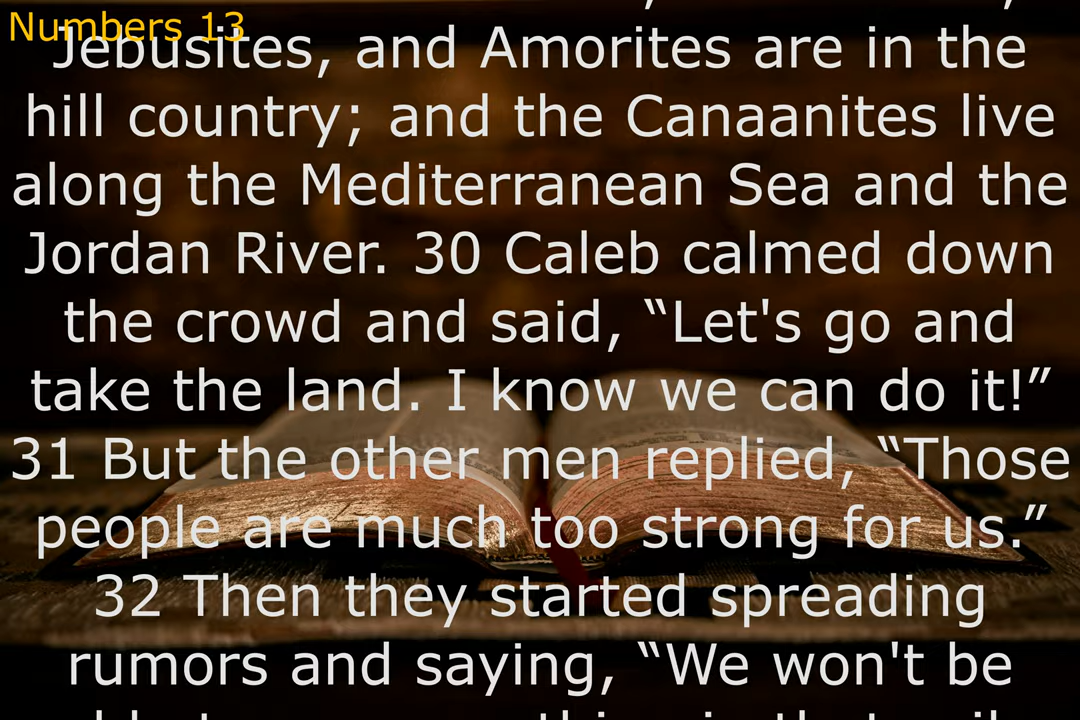 Numbers 13
Jebusites, and Amorites are in the
hill country; and the Canaanites live
along the Mediterranean Sea and the
Jordan River. 30 Caleb calmed down
the crowd and said, “Let's go and
take the land. I know we can do it!”
31 But the other men replied, “Those
people are much too strong for us.”
32 Then they started spreading
rumors and saying, “We won't be